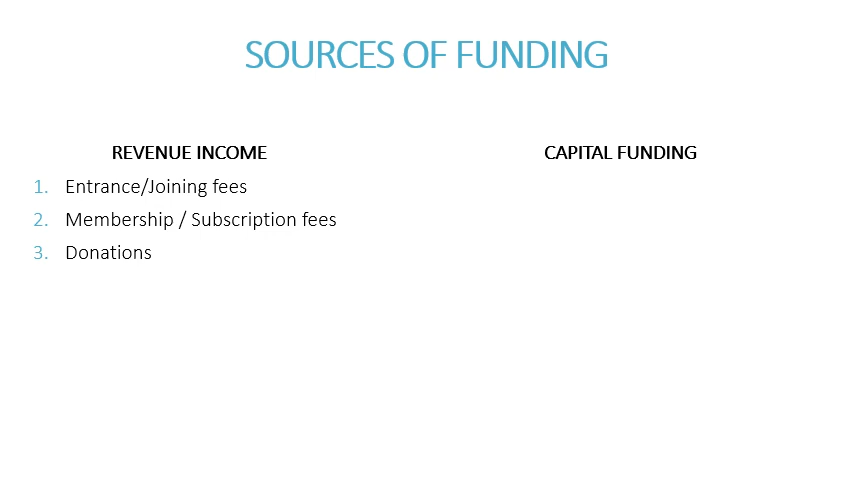 SOURCES OF FUNDING
REVENUE INCOME
1. Entrance/Joining fees
2. Membership / Subscription fees
3. Donations
CAPITAL FUNDING